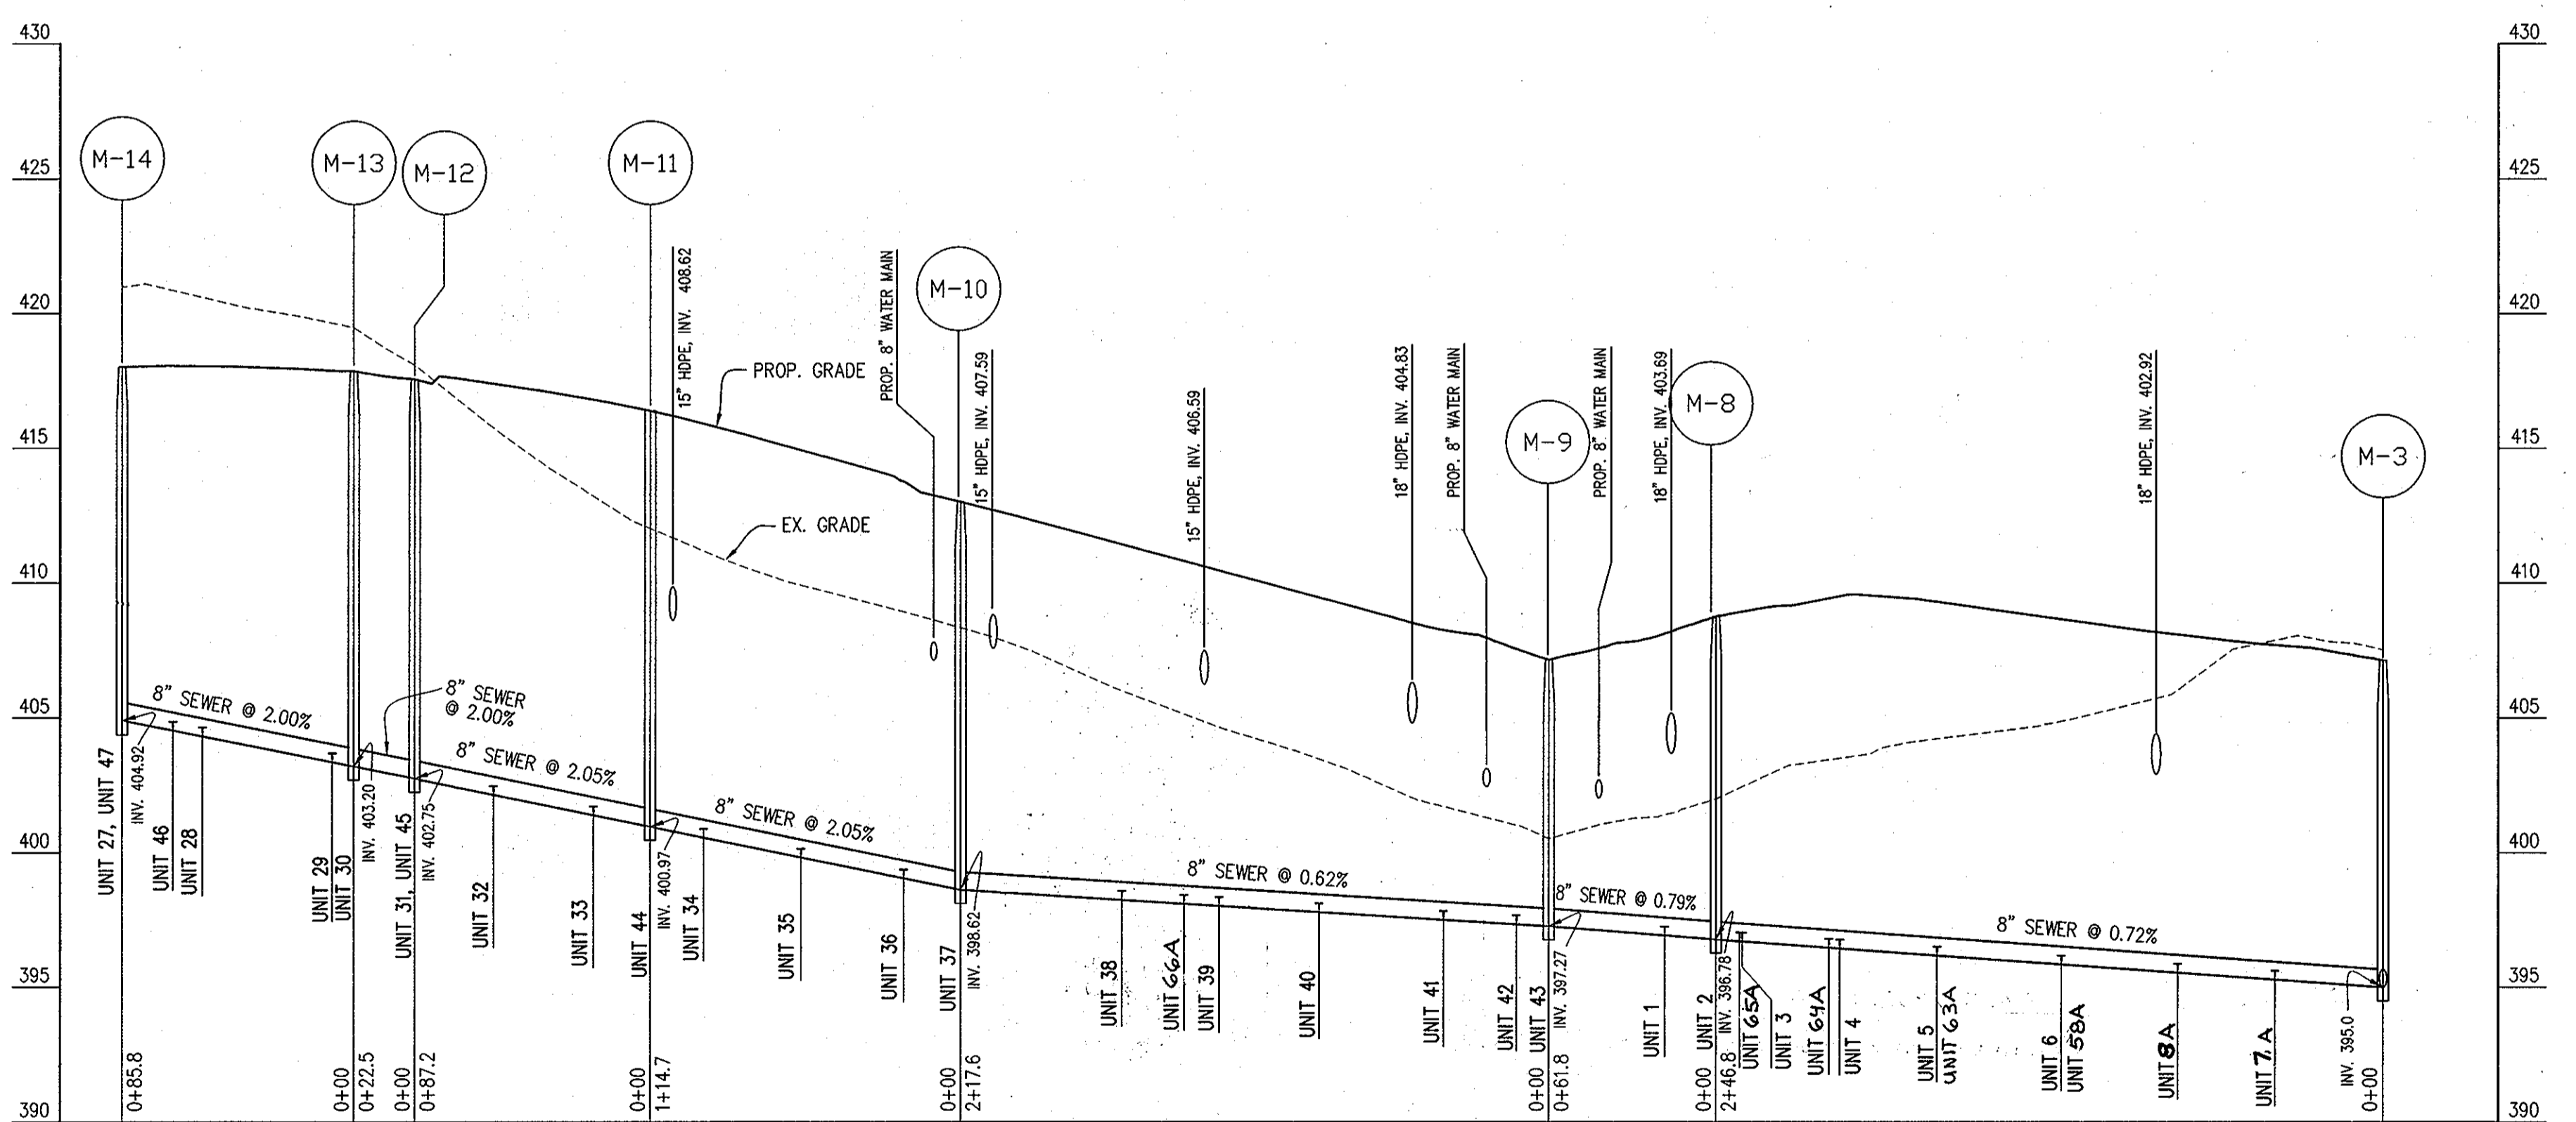 430
430
M-14
M-13
M-12
M-11
425
425
15" HDPE, INV. 408.62
PROP. 8" WATER MAIN
M-10
420
420
15" HDPE, INV. 407.59
PROP. GRADE
15" HDPE, INV. 406.59
18" HDPE, INV. 404.83
PROP. 8" WATER MAIN
M-9
PROP. 8" WATER MAIN
18" HDPE, INV. 403.69
M-8
18" HDPE, INV. 402.92
M-3
415
415
EX. GRADE
410
410
405
405
8" SEWER @ 2.00%
8" SEWER
@ 2.00%
8" SEWER @ 2.05%
8" SEWER @ 2.05%
8" SEWER @ 0.62%
8" SEWER @ 0.79%
8" SEWER @ 0.72%
400
400
UNIT 27, UNIT 47
INV. 404.92
UNIT 46
UNIT 28
UNIT 29
UNIT 30
INV. 403.20
UNIT 31, UNIT 45
INV. 402.75
UNIT 32
UNIT 33
UNIT 44
INV. 400.97
UNIT 34
UNIT 35
UNIT 36
UNIT 37
INV. 398.62
UNIT 38
UNIT 66A
UNIT 39
UNIT 40
UNIT 41
UNIT 42
UNIT 43
INV. 397.27
UNIT 1
UNIT 2
INV. 396.78
UNIT 65A
UNIT 3
UNIT 64A
UNIT 4
UNIT 5
UNIT 63A
UNIT 6
UNIT 58A
UNIT 8A
UNIT 7A
INV. 395.0
395
395
0+85.8
0+00
0+22.5
0+00
0+87.2
0+00
1+14.7
0+00
2+17.6
0+00
0+61.8
0+00
2+46.8
0+00
390
390